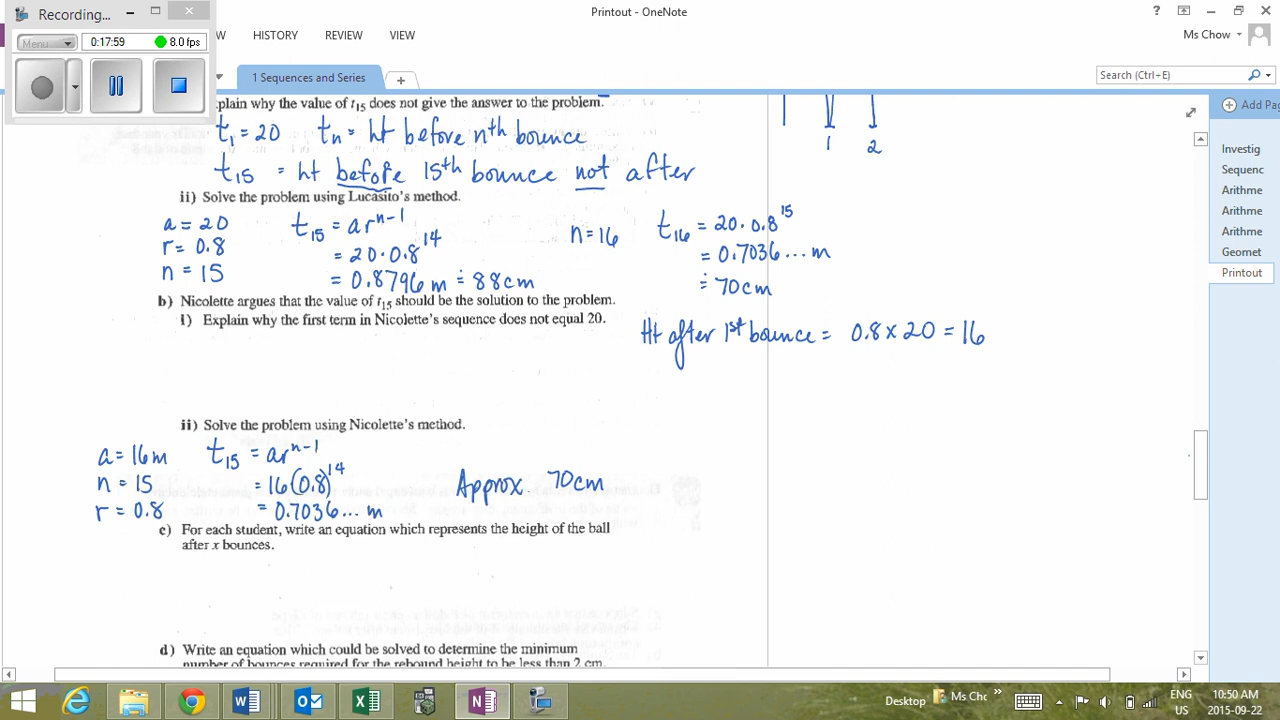 Recording...
Printout - OneNote
Menu
0:17:59
8.0 fps
W
HISTORY
REVIEW
VIEW
Ms Chow
1 Sequences and Series
Search (Ctrl+E)
Add Pag
xplain why the value of t15 does not give the answer to the problem.
t1 = 20 tn = ht before nth bounce
t15 = ht before 15th bounce not after
1 2
ii) Solve the problem using Lucasito's method.
a = 20
r = 0.8
n = 15
t15 = ar^n-1
= 20·0.8^14
= 0.8796 m ≐ 88cm
n = 16
t16 = 20·0.8^15
= 0.7036... m
≐ 70cm
b) Nicolette argues that the value of t15 should be the solution to the problem.
i) Explain why the first term in Nicolette's sequence does not equal 20.
Ht after 1st bounce = 0.8 x 20 = 16
ii) Solve the problem using Nicolette's method.
a = 16m
n = 15
r = 0.8
t15 = ar^n-1
= 16(0.8)^14
= 0.7036... m
Approx. 70cm
c) For each student, write an equation which represents the height of the ball
after x bounces.
d) Write an equation which could be solved to determine the minimum
number of bounces required for the rebound height to be less than 2 cm.
Investig
Sequenc
Arithme
Arithme
Arithme
Geomet
Printout
Desktop
Ms Chc
ENG
US
10:50 AM
2015-09-22